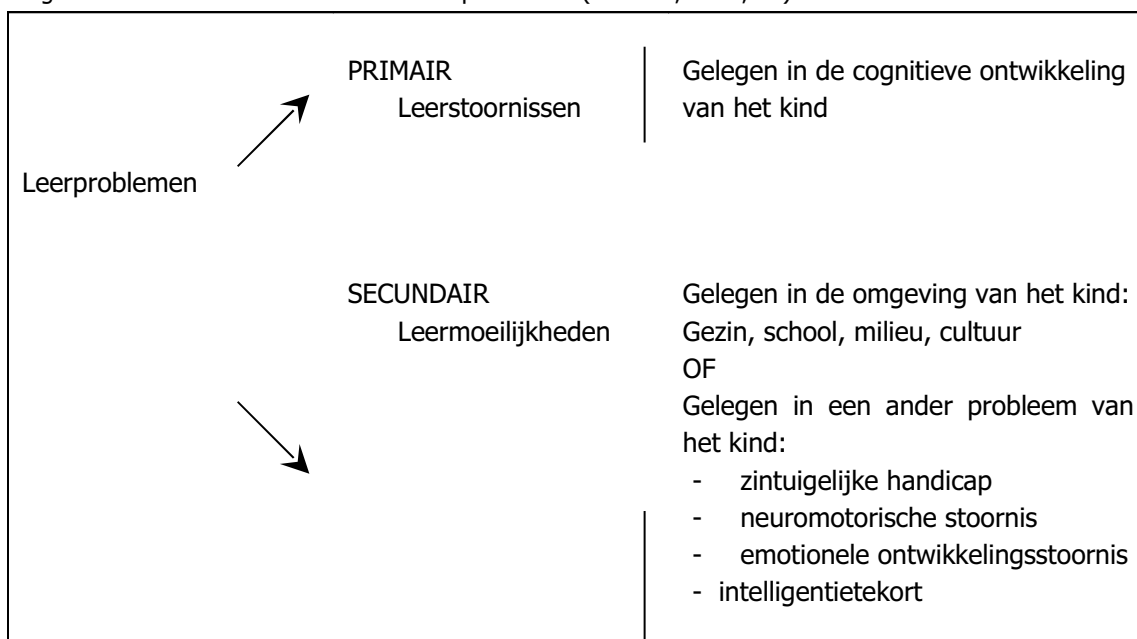 PRIMAIR
Leerstoornissen
Gelegen in de cognitieve ontwikkeling
van het kind
Leerproblemen
SECUNDAIR
Leermoeilijkheden
Gelegen in de omgeving van het kind:
Gezin, school, milieu, cultuur
OF
Gelegen in een ander probleem van
het kind:
- zintuigelijke handicap
- neuromotorische stoornis
- emotionele ontwikkelingsstoornis
- intelligentietekort